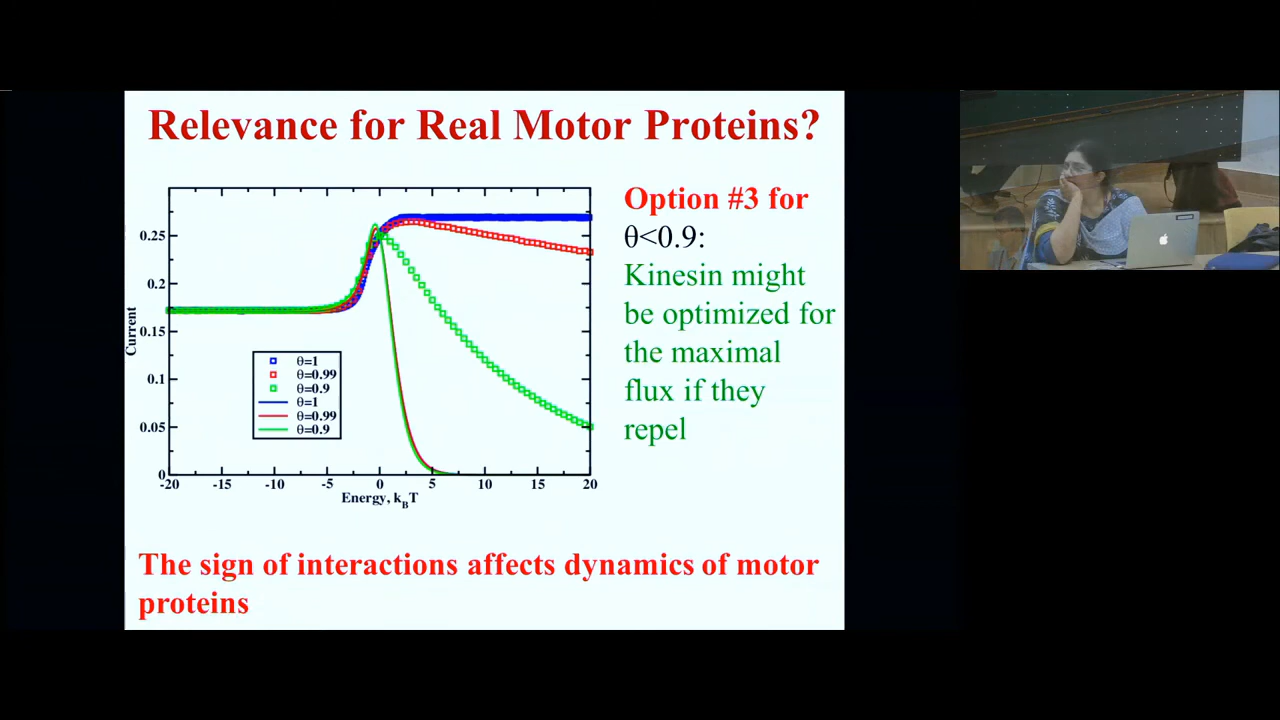 Relevance for Real Motor Proteins?
Option #3 for
θ<0.9:
Kinesin might
be optimized for
the maximal
flux if they
repel
Current
0.25
0.2
0.15
0.1
0.05
0
θ=1
θ=0.99
θ=0.9
θ=1
θ=0.99
θ=0.9
-20 -15 -10 -5 0 5 10 15 20
Energy, kBT
The sign of interactions affects dynamics of motor
proteins